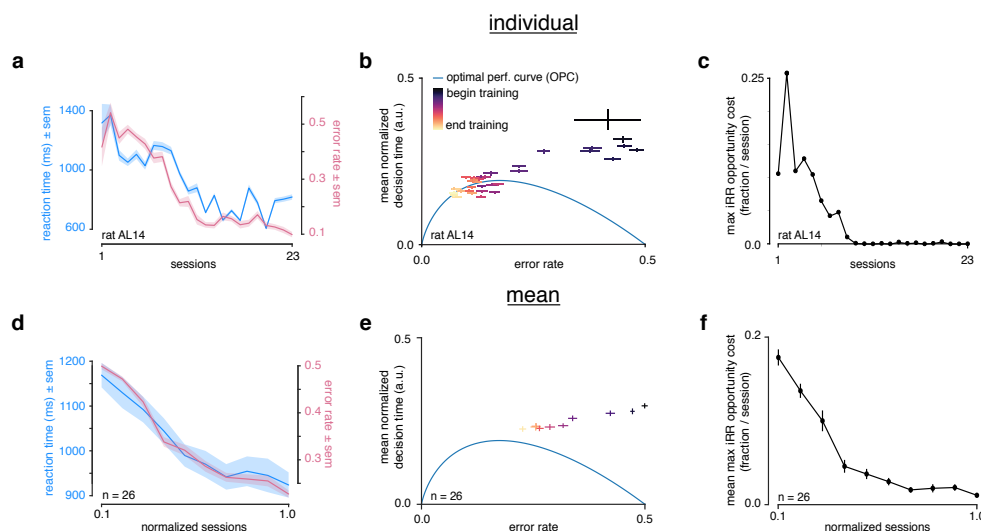 individual
a
reaction time (ms) ± sem
1400
1000
600
error rate ± sem
0.5
0.3
0.1
rat AL14
1
sessions
23
b
mean normalized
decision time (a.u.)
0.5
0.0
optimal perf. curve (OPC)
begin training
end training
rat AL14
0.0
error rate
0.5
c
max iRR opportunity cost
(fraction / session)
0.25
0
rat AL14
1
sessions
23
mean
d
reaction time (ms) ± sem
1200
1100
1000
900
error rate ± sem
0.5
0.4
0.3
n = 26
0.1
normalized sessions
1.0
e
mean normalized
decision time (a.u.)
0.5
0.0
n = 26
0.0
error rate
0.5
f
mean max iRR opportunity cost
(fraction / session)
0.2
0.0
n = 26
0.1
normalized sessions
1.0